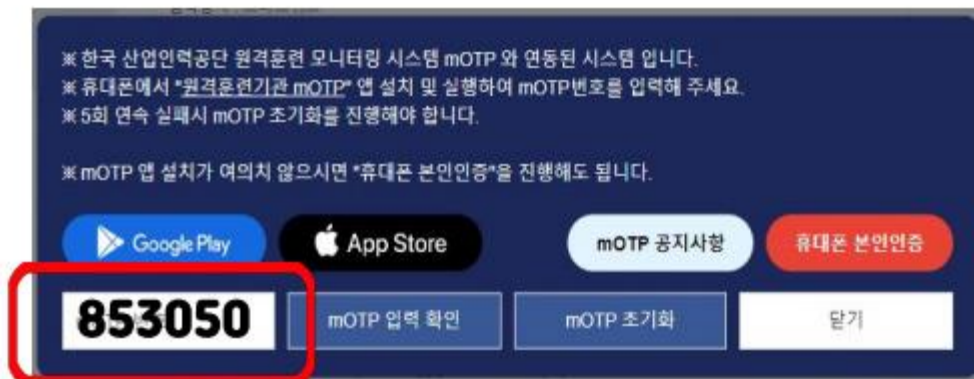 ※ 한국 산업인력공단 원격훈련 모니터링 시스템 mOTP 와 연동된 시스템 입니다.
※ 휴대폰에서 "원격훈련기관 mOTP" 앱 설치 및 실행하여 mOTP번호를 입력해 주세요.
※ 5회 연속 실패시 mOTP 초기화를 진행해야 합니다.
※ mOTP 앱 설치가 여의치 않으시면 "휴대폰 본인인증"을 진행해도 됩니다.
Google Play App Store mOTP 공지사항 휴대폰 본인인증
853050 mOTP 입력 확인 mOTP 초기화 닫기